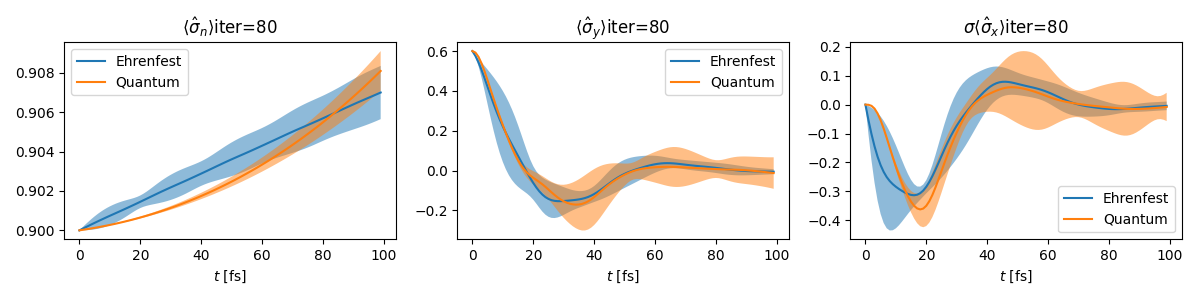 ⟨σ̂ₙ⟩iter=80
0.908
0.906
0.904
0.902
0.900
0
20
40
60
80
100
t [fs]
Ehrenfest
Quantum
⟨σ̂_y⟩iter=80
0.6
0.4
0.2
0.0
−0.2
0
20
40
60
80
100
t [fs]
Ehrenfest
Quantum
σ⟨σ̂ₓ⟩iter=80
0.2
0.1
0.0
−0.1
−0.2
−0.3
−0.4
0
20
40
60
80
100
t [fs]
Ehrenfest
Quantum